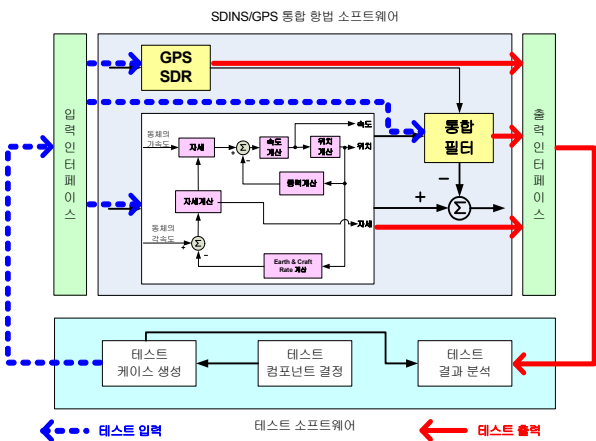 SDINS/GPS 통합 항법 소프트웨어
입력 인터페이스
GPS
SDR
동체의
가속도
자세
Σ
+
−
속도
계산
위치
계산
속도
위치
중력계산
자세계산
자세
동체의
각속도
Σ
+
−
Earth & Craft
Rate 계산
통합
필터
−
+
Σ
출력 인터페이스
테스트
케이스 생성
테스트
컴포넌트 결정
테스트
결과 분석
테스트 입력
테스트 소프트웨어
테스트 출력